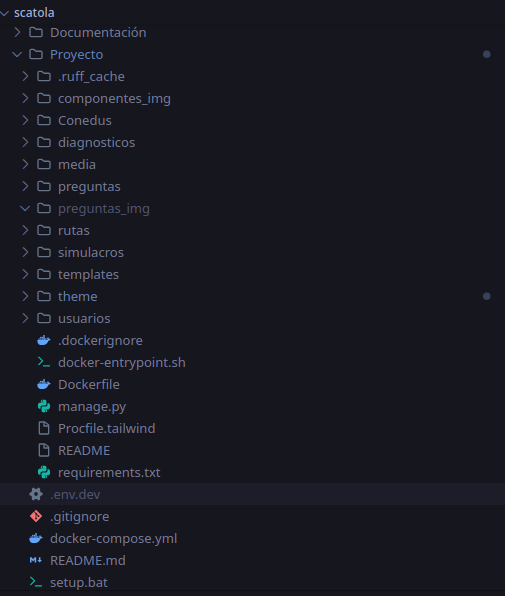 scatola
Documentación
Proyecto
.ruff_cache
componentes_img
Conedus
diagnosticos
media
preguntas
preguntas_img
rutas
simulacros
templates
theme
usuarios
.dockerignore
docker-entrypoint.sh
Dockerfile
manage.py
Procfile.tailwind
README
requirements.txt
.env.dev
.gitignore
docker-compose.yml
README.md
setup.bat